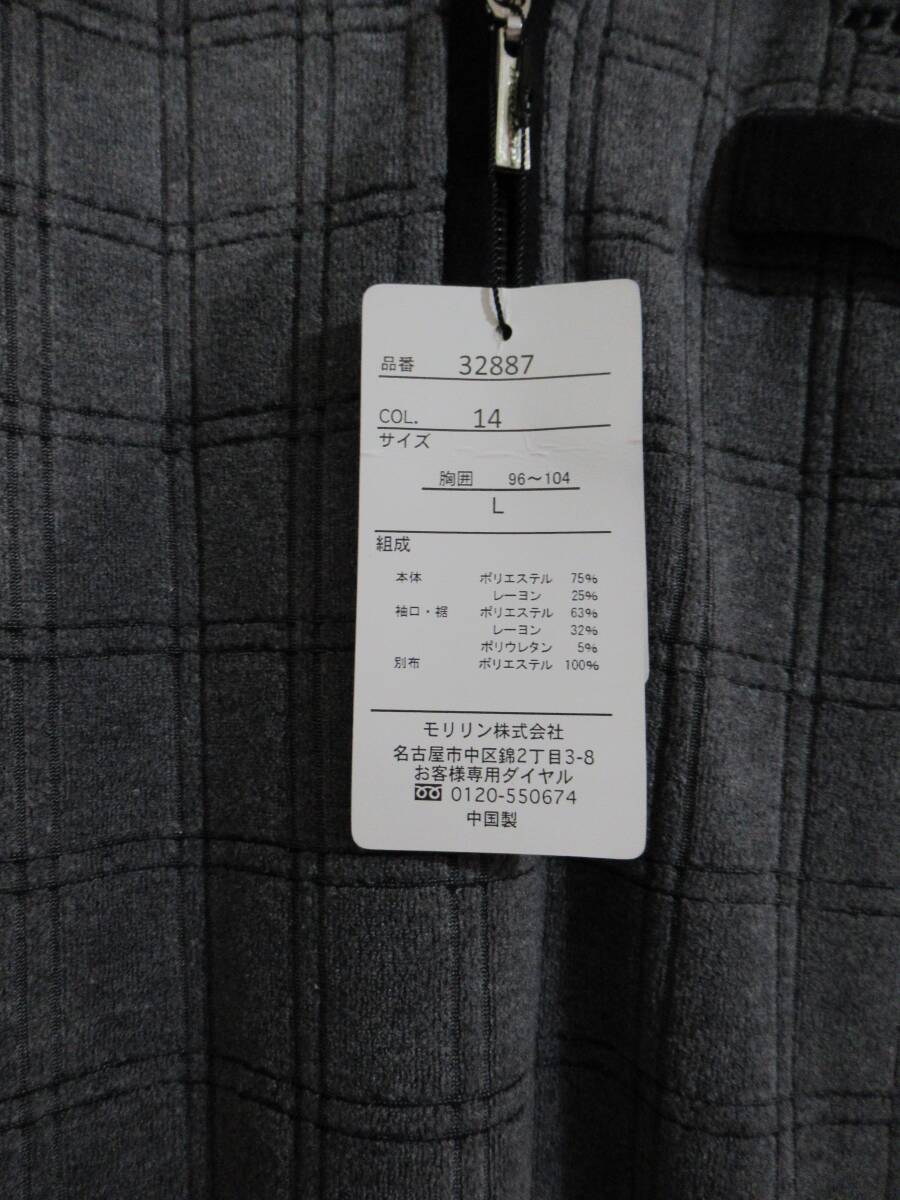 品番 32887
COL. 14
サイズ
胸囲 96〜104
L
組成
本体 ポリエステル 75%
レーヨン 25%
袖口・裾 ポリエステル 63%
レーヨン 32%
ポリウレタン 5%
別布 ポリエステル 100%
モリリン株式会社
名古屋市中区錦2丁目3-8
お客様専用ダイヤル
0120-550674
中国製